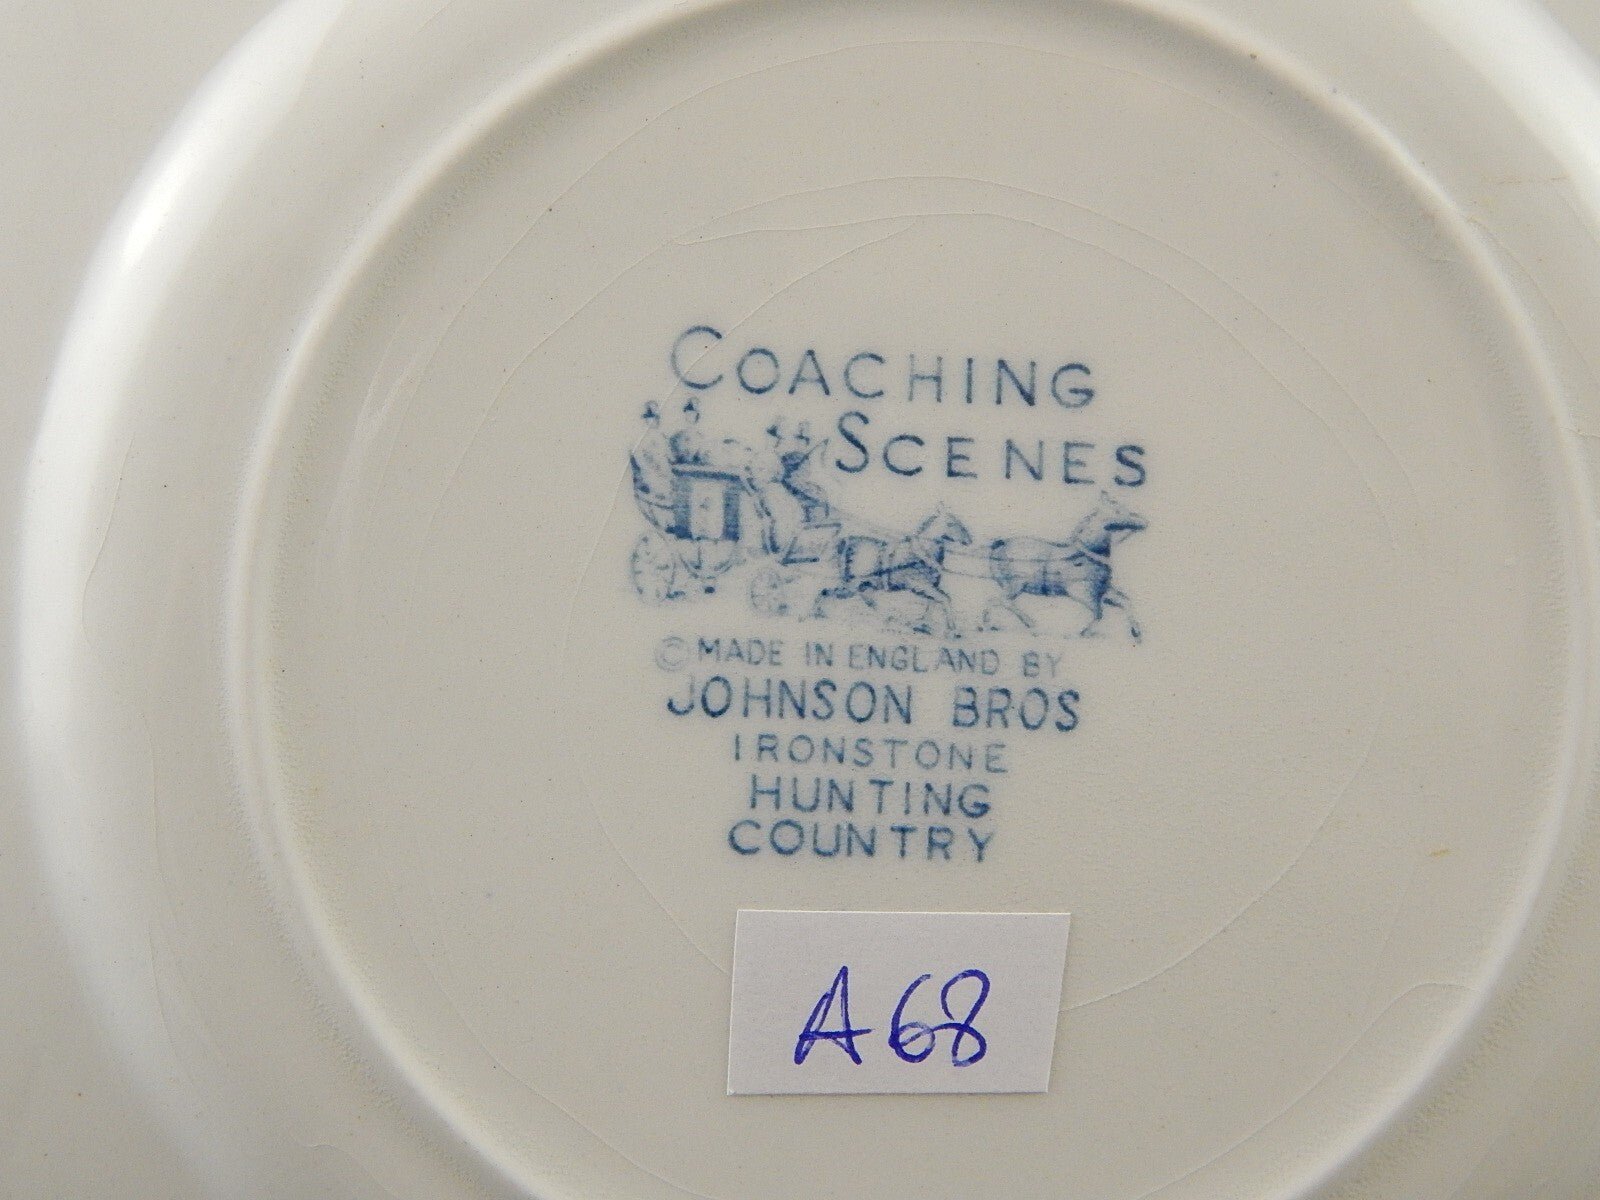 COACHING
SCENES
© MADE IN ENGLAND BY
JOHNSON BROS
IRONSTONE
HUNTING
COUNTRY
A68